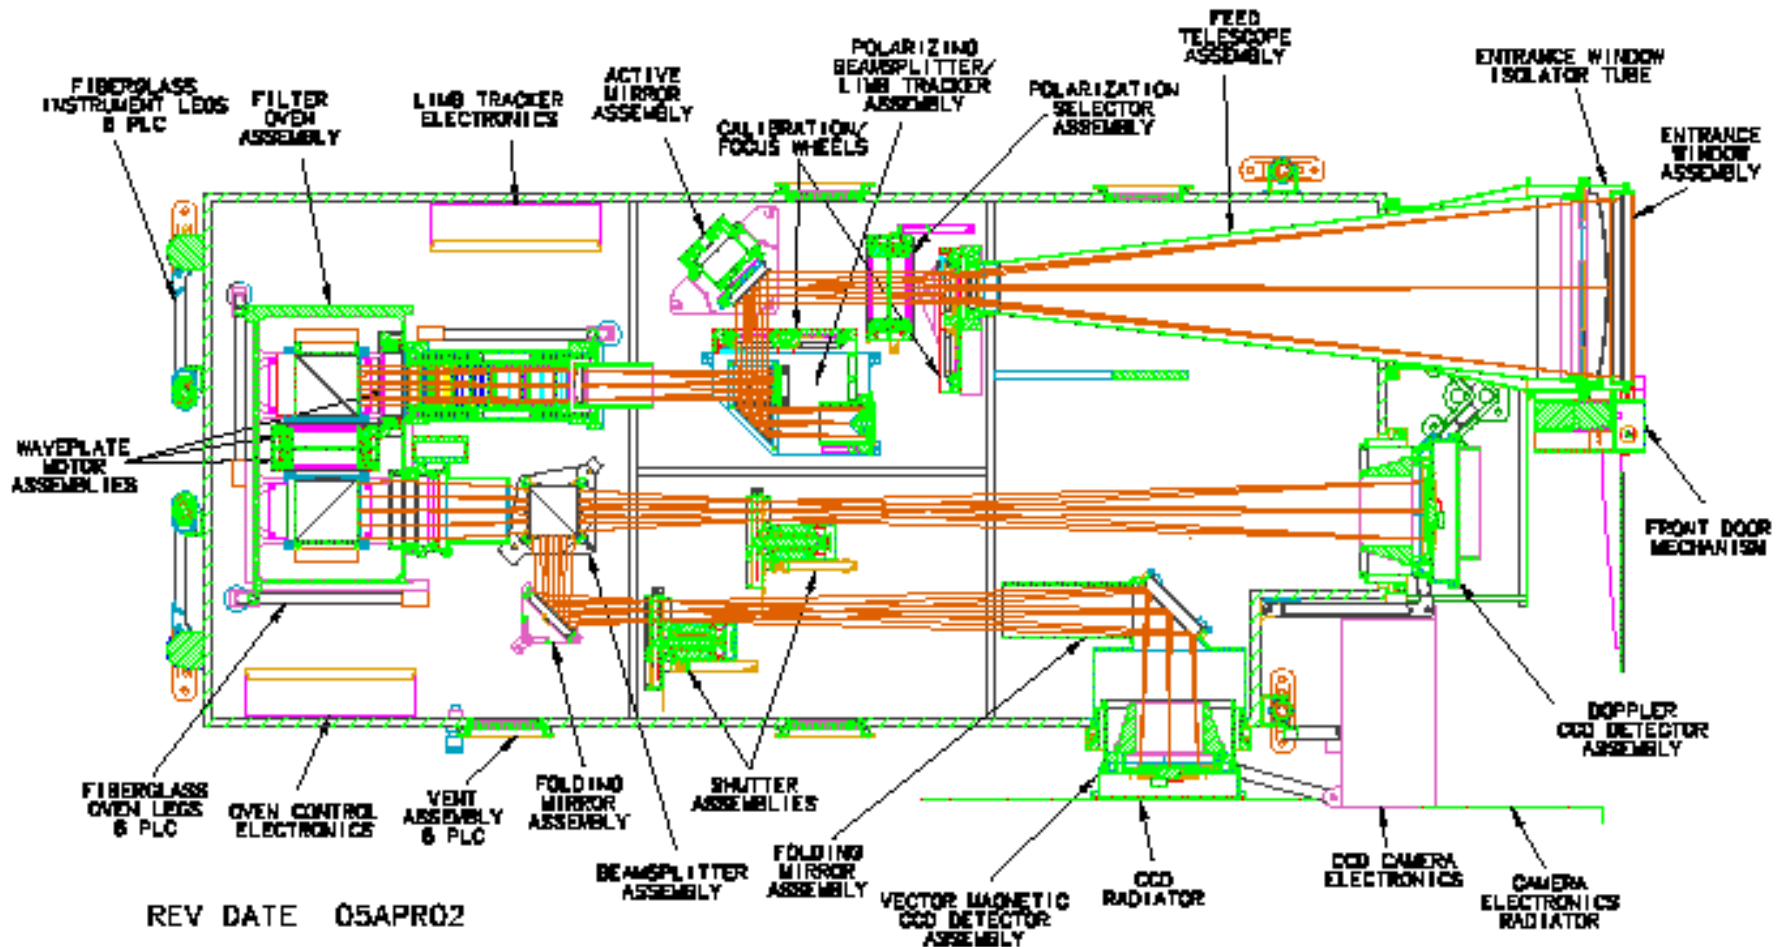 FIBERGLASS
INSTRUMENT LEGS
6 PLC
FILTER
OVEN
ASSEMBLY
LIMB TRACKER
ELECTRONICS
ACTIVE
MIRROR
ASSEMBLY
CALIBRATION/
FOCUS WHEELS
POLARIZING
BEAMSPLITTER/
LIMB TRACKER
ASSEMBLY
POLARIZATION
SELECTOR
ASSEMBLY
FEED
TELESCOPE
ASSEMBLY
ENTRANCE WINDOW
ISOLATOR TUBE
ENTRANCE
WINDOW
ASSEMBLY
WAVEPLATE
MOTOR
ASSEMBLIES
FRONT DOOR
MECHANISM
FIBERGLASS
OVEN LEGS
6 PLC
OVEN CONTROL
ELECTRONICS
VENT
ASSEMBLY
6 PLC
FOLDING
MIRROR
ASSEMBLY
BEAMSPLITTER
ASSEMBLY
SHUTTER
ASSEMBLIES
FOLDING
MIRROR
ASSEMBLY
VECTOR MAGNETIC
CCD DETECTOR
ASSEMBLY
CCD
RADIATOR
CCD CAMERA
ELECTRONICS
CAMERA
ELECTRONICS
RADIATOR
DOPPLER
CCD DETECTOR
ASSEMBLY
REV DATE 05APR02